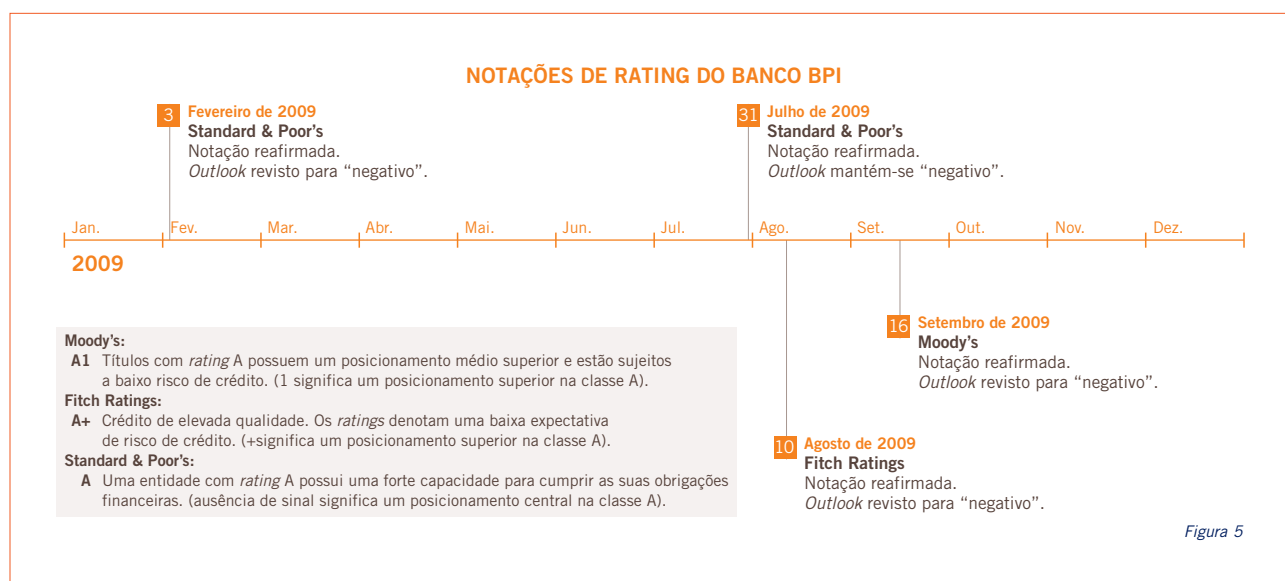 NOTAÇÕES DE RATING DO BANCO BPI
3 Fevereiro de 2009
Standard & Poor's
Notação reafirmada.
Outlook revisto para “negativo”.
31 Julho de 2009
Standard & Poor's
Notação reafirmada.
Outlook mantém-se “negativo”.
Jan. Fev. Mar. Abr. Mai. Jun. Jul. Ago. Set. Out. Nov. Dez.
2009
16 Setembro de 2009
Moody's
Notação reafirmada.
Outlook revisto para “negativo”.
10 Agosto de 2009
Fitch Ratings
Notação reafirmada.
Outlook revisto para “negativo”.
Moody's:
A1 Títulos com rating A possuem um posicionamento médio superior e estão sujeitos
a baixo risco de crédito. (1 significa um posicionamento superior na classe A).
Fitch Ratings:
A+ Crédito de elevada qualidade. Os ratings denotam uma baixa expectativa
de risco de crédito. (+significa um posicionamento superior na classe A).
Standard & Poor's:
A Uma entidade com rating A possui uma forte capacidade para cumprir as suas obrigações
financeiras. (ausência de sinal significa um posicionamento central na classe A).
Figura 5